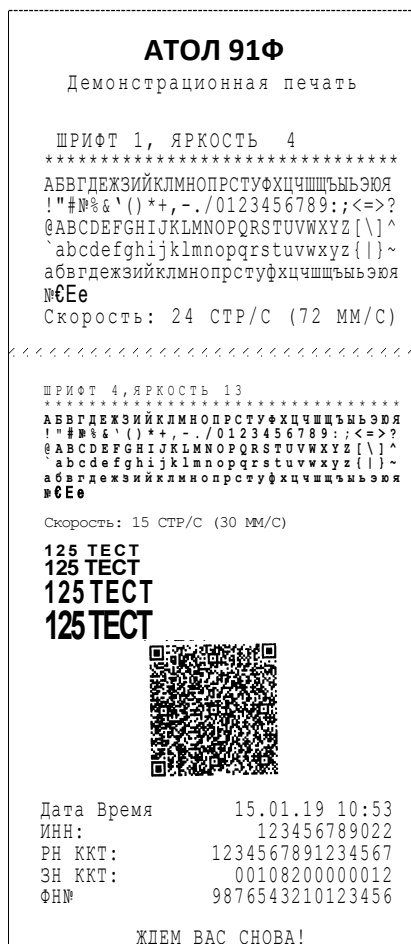 АТОЛ 91Ф
Демонстрационная печать
ШРИФТ 1, ЯРКОСТЬ 4
********************************
АБВГДЕЖЗИЙКЛМНОПРСТУФХЦЧШЩЪЫЬЭЮЯ
!"#№%&'()*+,-./0123456789:;<=>?
@ABCDEFGHIJKLMNOPQRSTUVWXYZ[\]^
`abcdefghijklmnopqrstuvwxyz{|}~
абвгдежзийклмнопрстуфхцчшщъыьэюя
№€Ее
Скорость: 24 СТР/С (72 ММ/С)
ШРИФТ 4,ЯРКОСТЬ 13
********************************
АБВГДЕЖЗИЙКЛМНОПРСТУФХЦЧШЩЪЫЬЭЮЯ
!"#№%&'()*+,-./0123456789:;<=>?
@ABCDEFGHIJKLMNOPQRSTUVWXYZ[\]^
`abcdefghijklmnopqrstuvwxyz{|}~
абвгдежзийклмнопрстуфхцчшщъыьэюя
№€Ее
Скорость: 15 СТР/С (30 ММ/С)
125 ТЕСТ
125 ТЕСТ
125 ТЕСТ
125 ТЕСТ
Дата Время 15.01.19 10:53
ИНН: 123456789022
РН ККТ: 1234567891234567
ЗН ККТ: 00108200000012
ФН№ 9876543210123456
ЖДЕМ ВАС СНОВА!